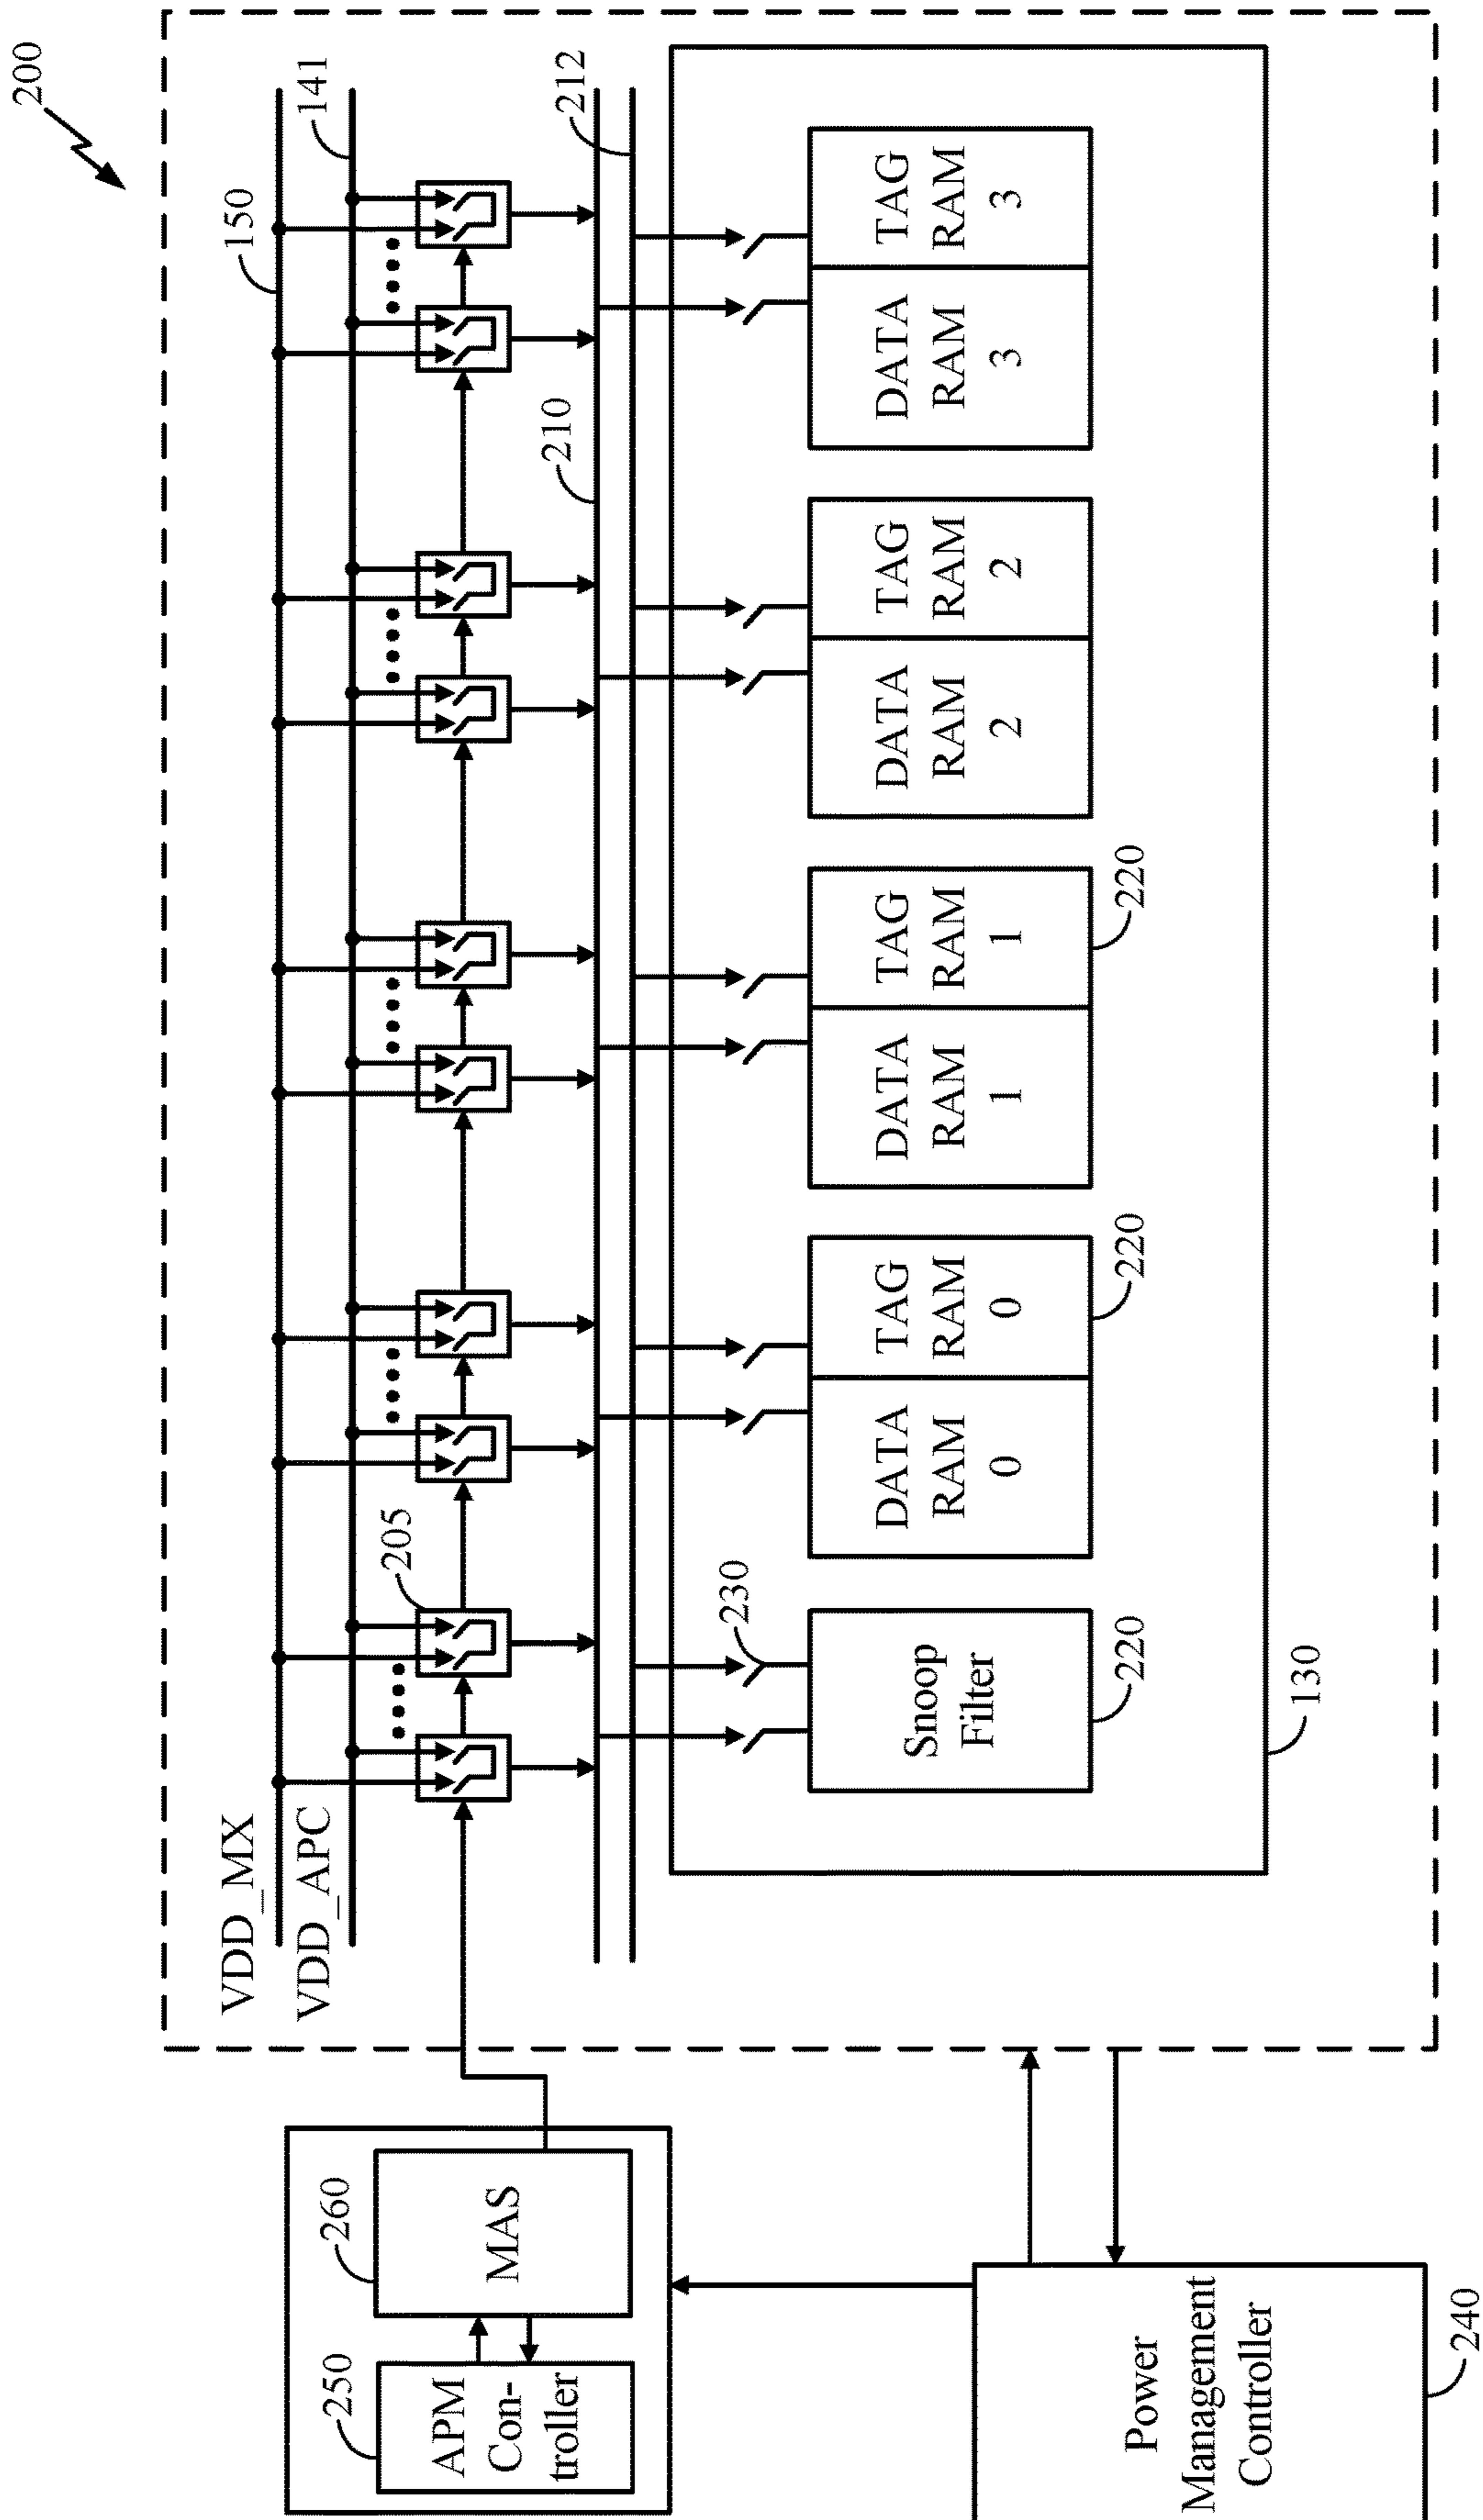 200
VDD_MX
150
VDD_APC
141
205
210
212
230
250
APM
Con-
troller
260
MAS
Snoop
Filter
220
DATA
RAM
0
TAG
RAM
0
220
DATA
RAM
1
TAG
RAM
1
220
DATA
RAM
2
TAG
RAM
2
DATA
RAM
3
TAG
RAM
3
130
Power
Management
Controller
240